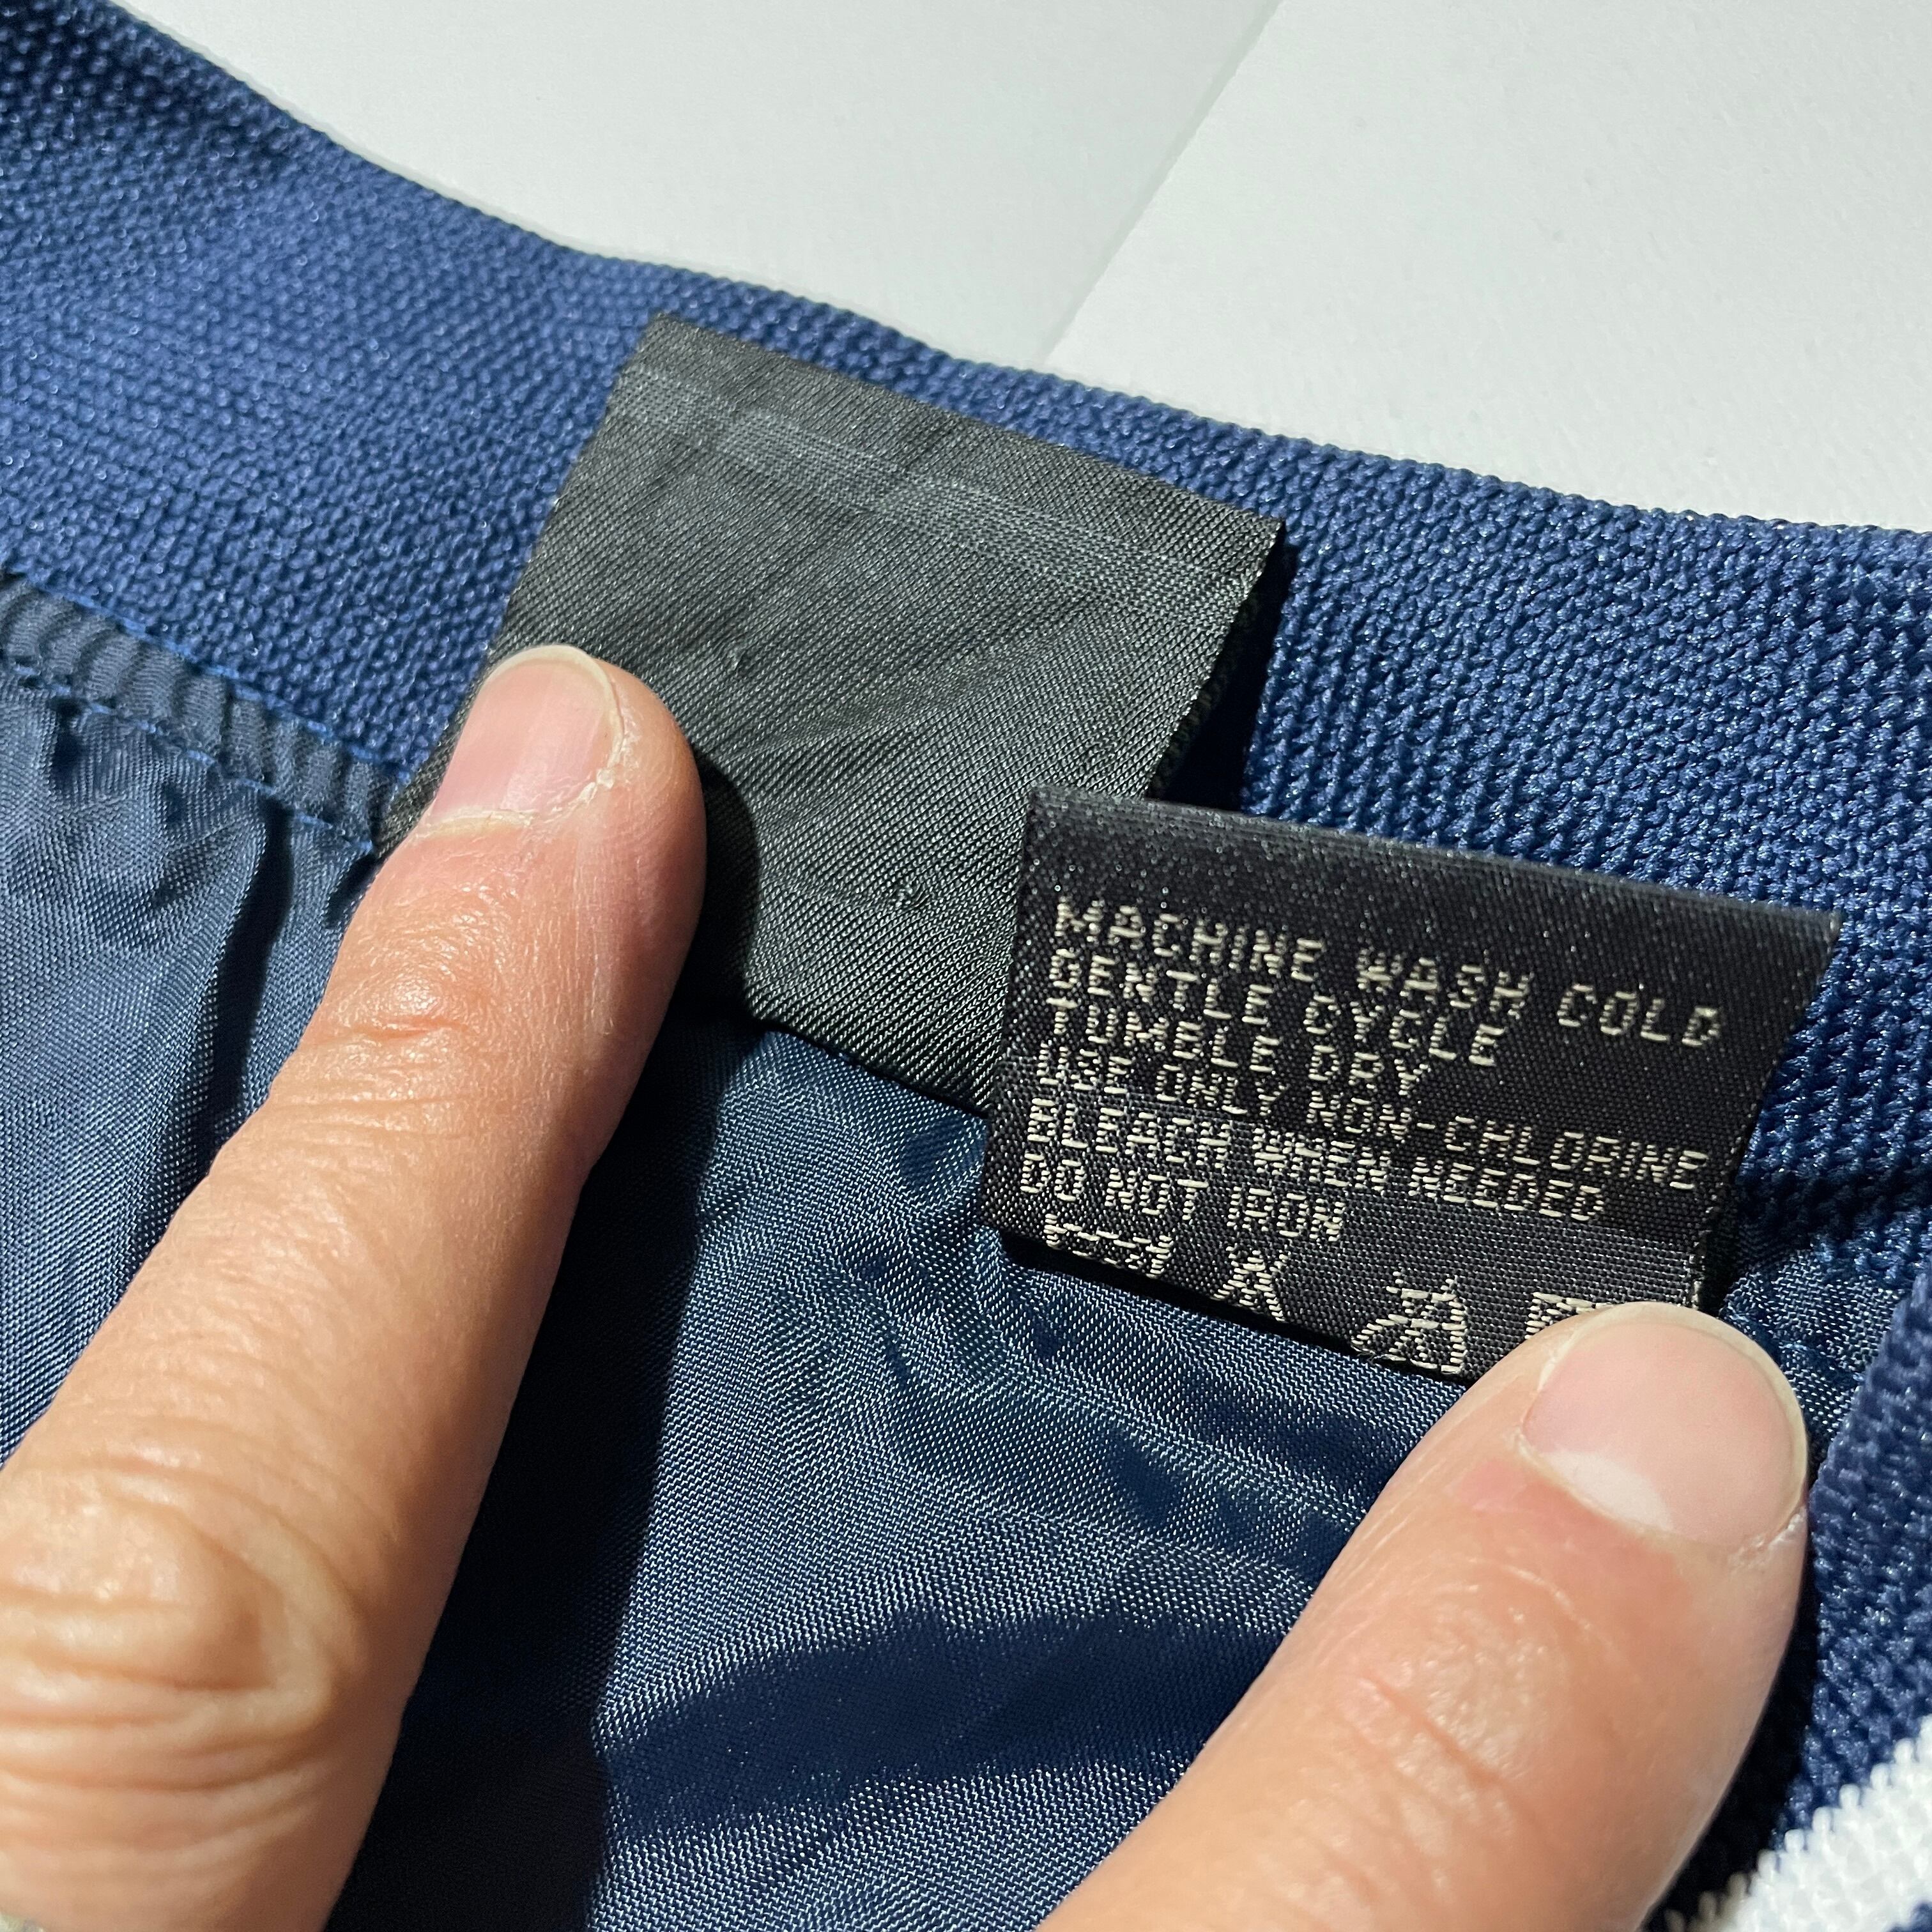 MACHINE WASH COLD
GENTLE CYCLE
TUMBLE DRY
USE ONLY NON-CHLORINE
BLEACH WHEN NEEDED
DO NOT IRON